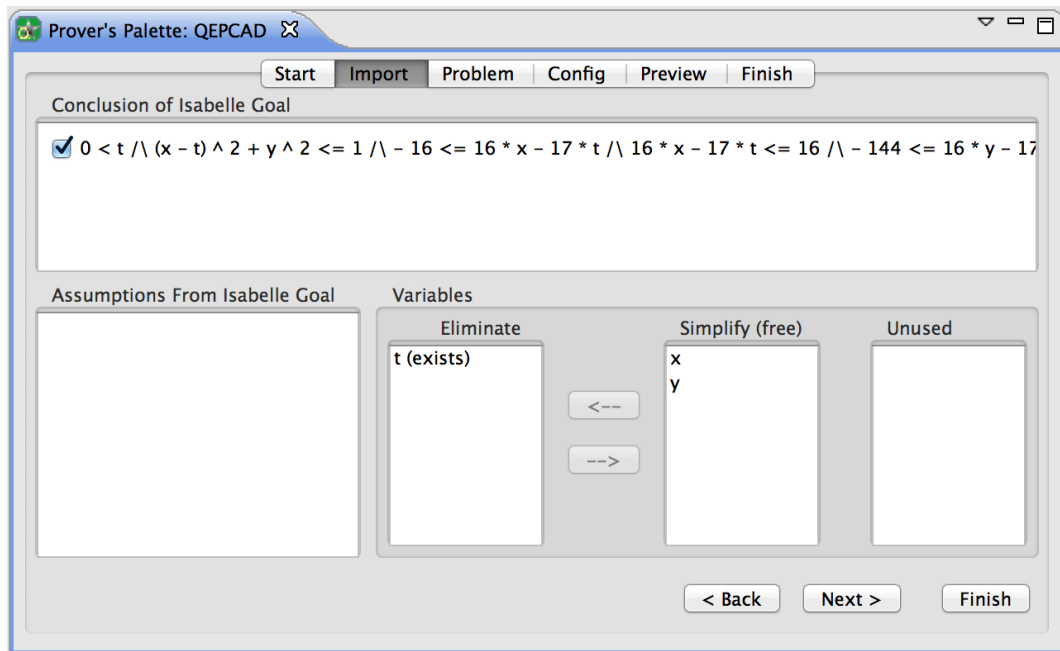 Prover's Palette: QEPCAD
Start Import Problem Config Preview Finish
Conclusion of Isabelle Goal
0 < t /\ (x - t) ^ 2 + y ^ 2 <= 1 /\ - 16 <= 16 * x - 17 * t /\ 16 * x - 17 * t <= 16 /\ - 144 <= 16 * y - 17
Assumptions From Isabelle Goal
Variables
Eliminate
Simplify (free)
Unused
t (exists)
x
y
<--
-->
< Back
Next >
Finish